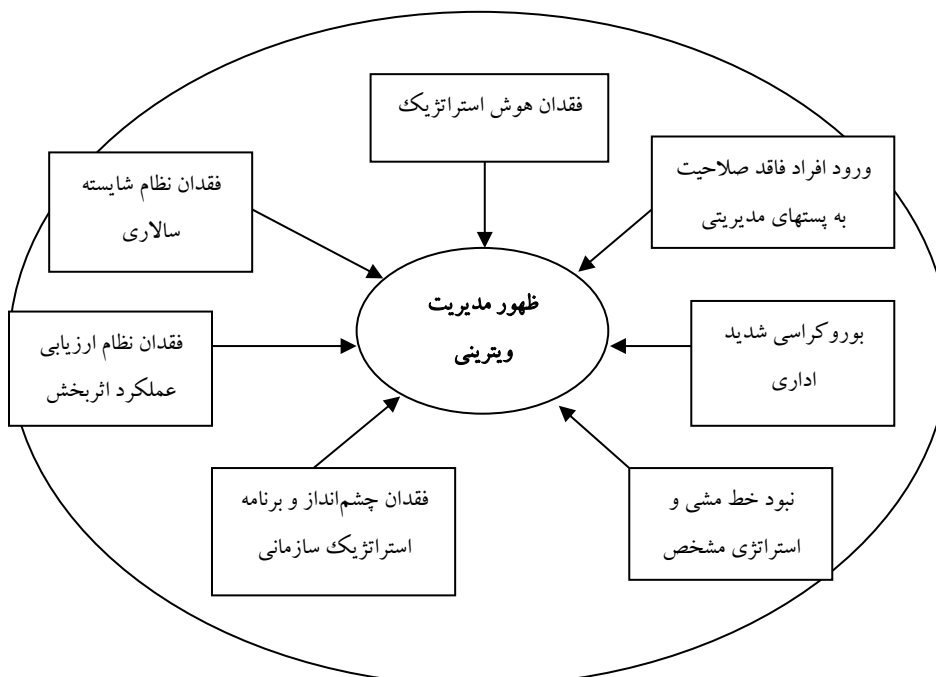 فقدان هوش استراتژیک
ورود افراد فاقد صلاحیت
به پستهای مدیریتی
فقدان نظام شایسته
سالاری
ظهور مدیریت
ویترینی
بوروکراسی شدید
اداری
فقدان نظام ارزیابی
عملکرد اثربخش
نبود خط مشی و
استراتژی مشخص
فقدان چشم‌انداز و برنامه
استراتژیک سازمانی